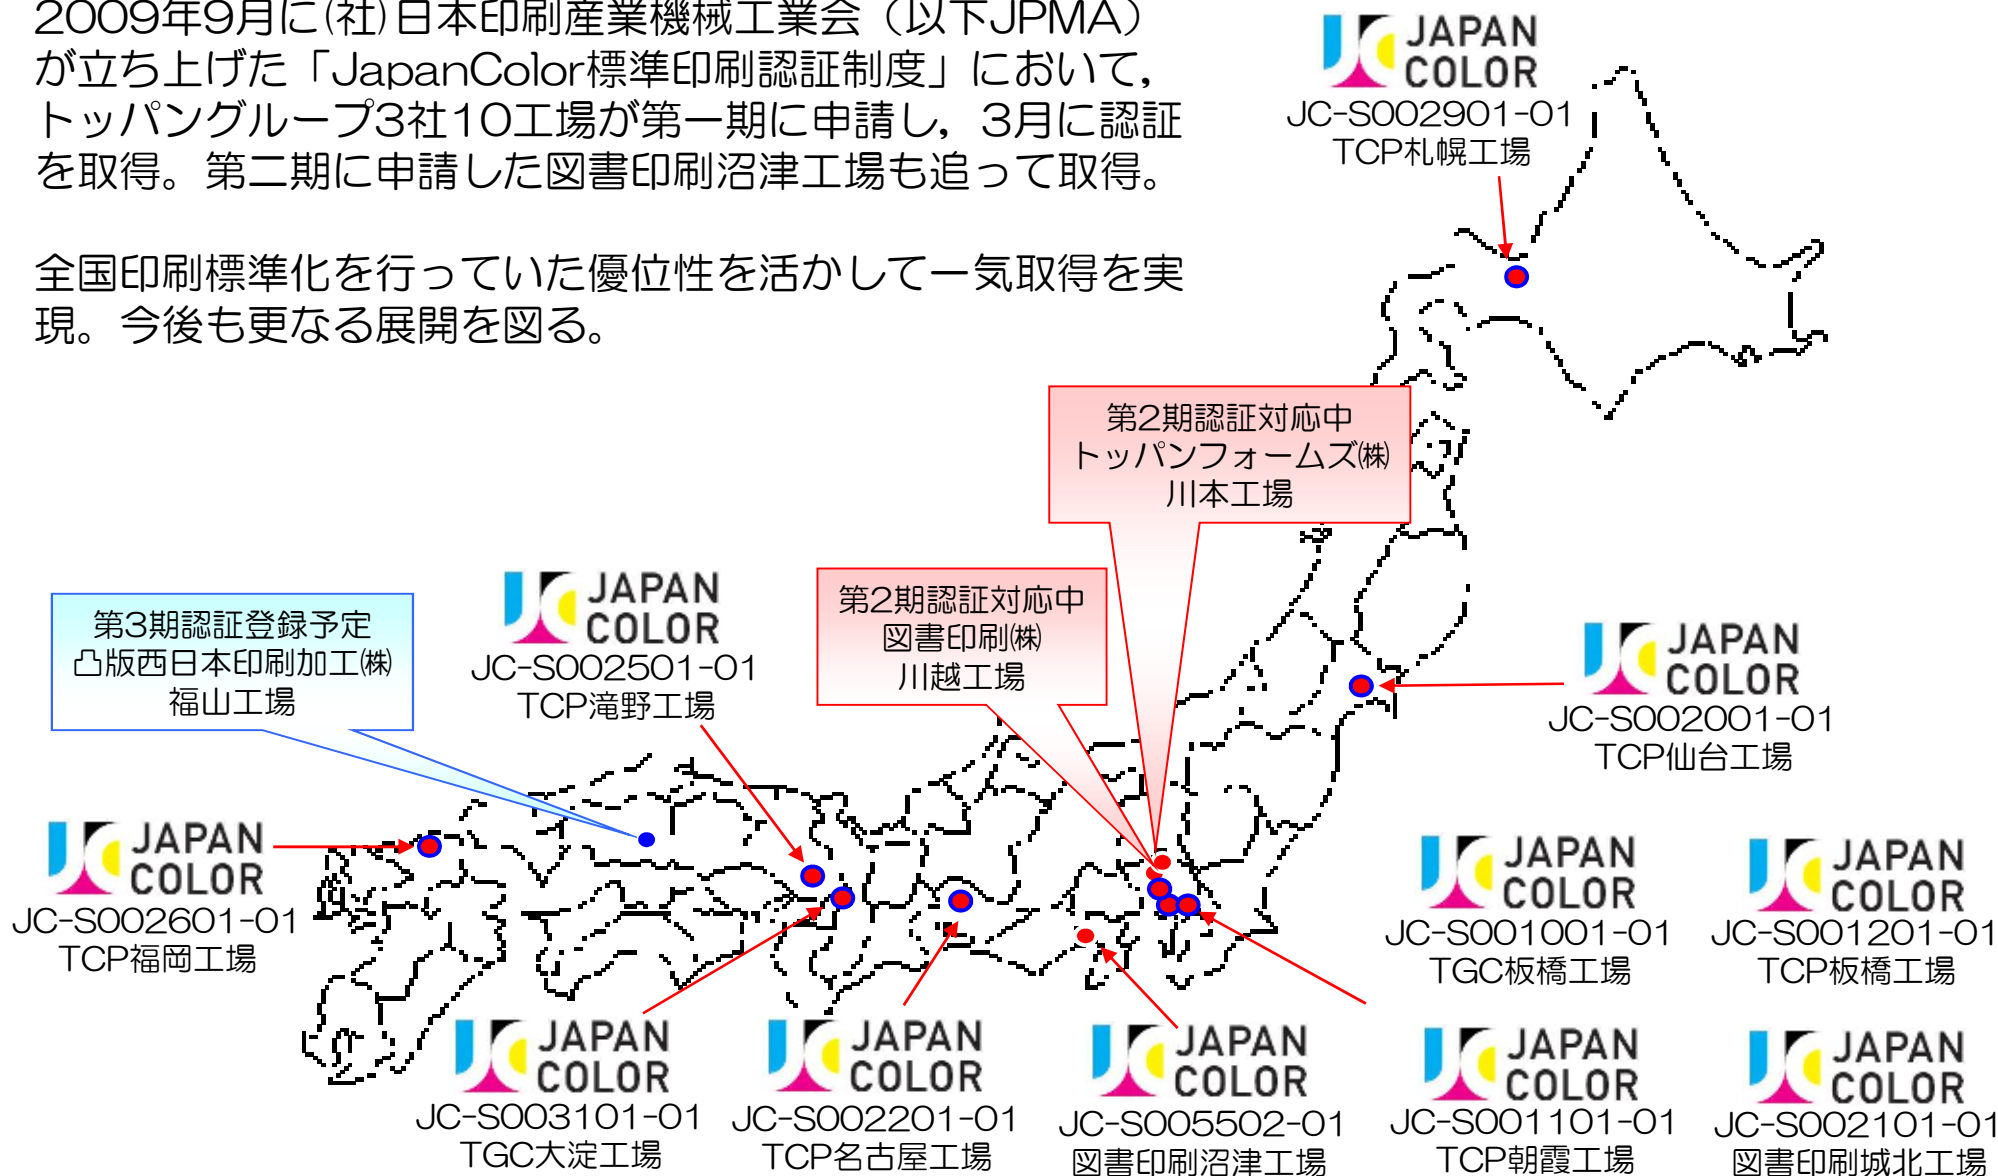 2009年9月に(社)日本印刷産業機械工業会（以下JPMA）
が立ち上げた「JapanColor標準印刷認証制度」において，
トッパングループ3社10工場が第一期に申請し，3月に認証
を取得。第二期に申請した図書印刷沼津工場も追って取得。
全国印刷標準化を行っていた優位性を活かして一気取得を実
現。今後も更なる展開を図る。
JAPAN
COLOR
JC-S002901-01
TCP札幌工場
第2期認証対応中
トッパンフォームズ㈱
川本工場
第2期認証対応中
図書印刷㈱
川越工場
JAPAN
COLOR
JC-S002501-01
TCP滝野工場
第3期認証登録予定
凸版西日本印刷加工㈱
福山工場
JAPAN
COLOR
JC-S002001-01
TCP仙台工場
JAPAN
COLOR
JC-S002601-01
TCP福岡工場
JAPAN
COLOR
JC-S001001-01
TGC板橋工場
JAPAN
COLOR
JC-S001201-01
TCP板橋工場
JAPAN
COLOR
JC-S003101-01
TGC大淀工場
JAPAN
COLOR
JC-S002201-01
TCP名古屋工場
JAPAN
COLOR
JC-S005502-01
図書印刷沼津工場
JAPAN
COLOR
JC-S001101-01
TCP朝霞工場
JAPAN
COLOR
JC-S002101-01
図書印刷城北工場